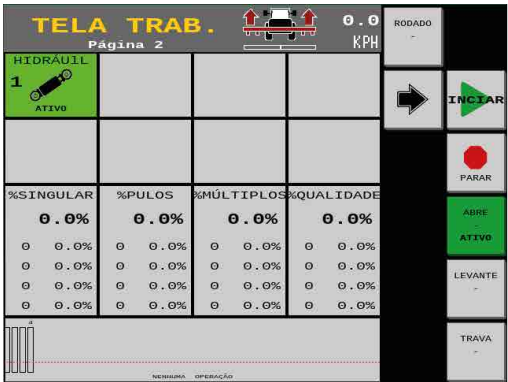 TELA TRAB.
Página 2
0.0
KPH
RODADO
-
HIDRÁUIL
1
ATIVO
INCIAR
PARAR
%SINGULAR %PULOS %MÚLTIPLOS %QUALIDADE
0.0% 0.0% 0.0% 0.0%
0 0.0% 0 0.0% 0 0.0% 0 0.0%
0 0.0% 0 0.0% 0 0.0% 0 0.0%
0 0.0% 0 0.0% 0 0.0% 0 0.0%
0 0.0% 0 0.0% 0 0.0% 0 0.0%
ABRE
-
ATIVO
LEVANTE
-
TRAVA
-
NENHUMA OPERAÇÃO